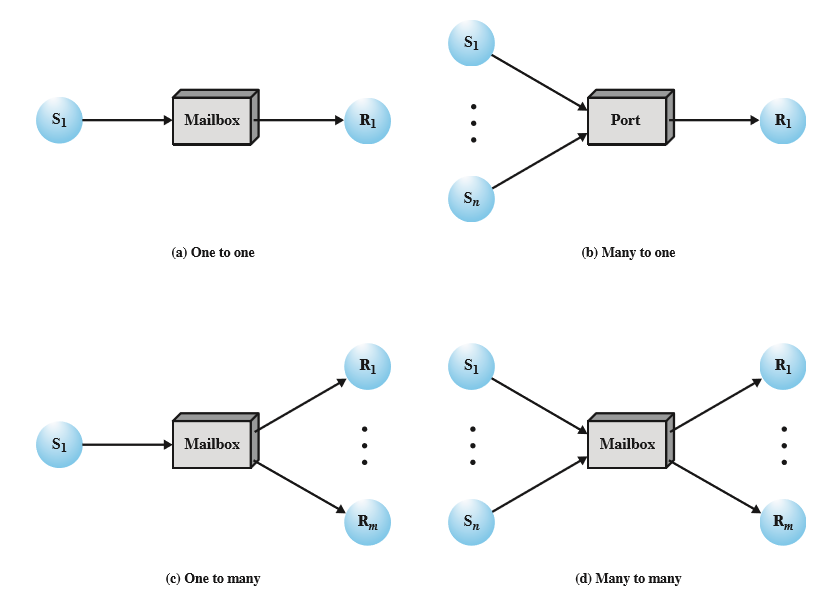 S1 Mailbox R1
(a) One to one
S1
Port R1
Sn
(b) Many to one
R1
S1 Mailbox
Rm
(c) One to many
S1 R1
Mailbox
Sn Rm
(d) Many to many